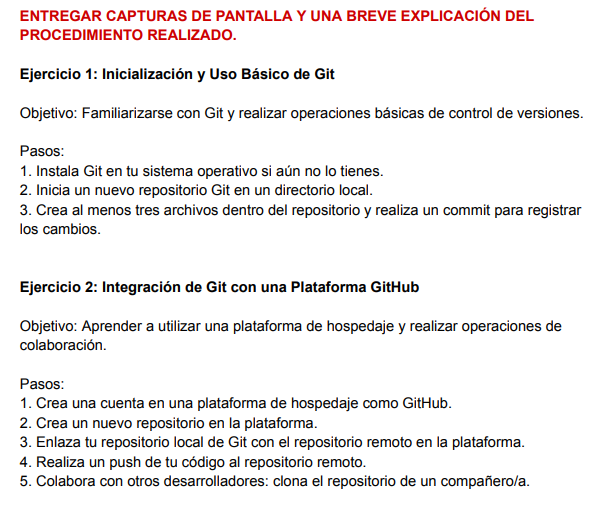 ENTREGAR CAPTURAS DE PANTALLA Y UNA BREVE EXPLICACIÓN DEL
PROCEDIMIENTO REALIZADO.
Ejercicio 1: Inicialización y Uso Básico de Git
Objetivo: Familiarizarse con Git y realizar operaciones básicas de control de versiones.
Pasos:
1. Instala Git en tu sistema operativo si aún no lo tienes.
2. Inicia un nuevo repositorio Git en un directorio local.
3. Crea al menos tres archivos dentro del repositorio y realiza un commit para registrar
los cambios.
Ejercicio 2: Integración de Git con una Plataforma GitHub
Objetivo: Aprender a utilizar una plataforma de hospedaje y realizar operaciones de
colaboración.
Pasos:
1. Crea una cuenta en una plataforma de hospedaje como GitHub.
2. Crea un nuevo repositorio en la plataforma.
3. Enlaza tu repositorio local de Git con el repositorio remoto en la plataforma.
4. Realiza un push de tu código al repositorio remoto.
5. Colabora con otros desarrolladores: clona el repositorio de un compañero/a.